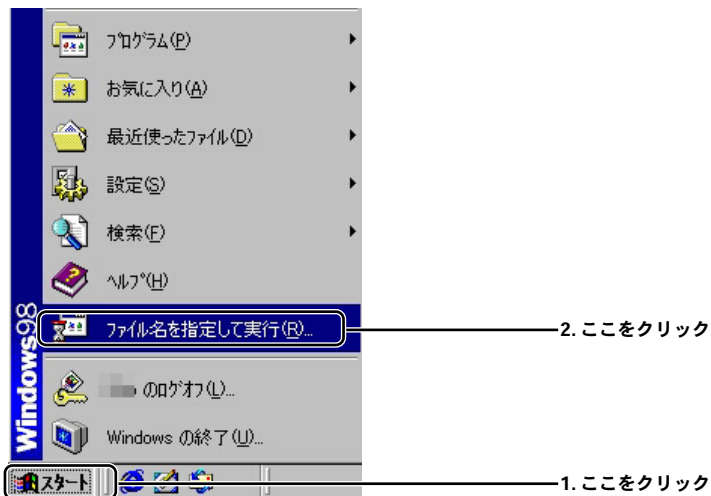 プログラム(P)
お気に入り(A)
最近使ったファイル(D)
設定(S)
検索(F)
ヘルプ(H)
ファイル名を指定して実行(R)...
2. ここをクリック
のログオフ(L)...
Windows の終了(U)...
Windows98
スタート
1. ここをクリック